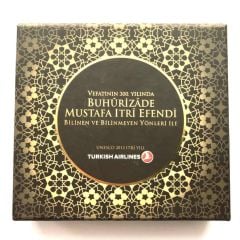 VEFATININ 300. YILINDA
BUHÛRİZÂDE
MUSTAFA ITRÎ EFENDİ
BİLİNEN VE BİLİNMEYEN YÖNLERİ İLE
UNESCO 2012 ITRÎ YILI
TURKISH AIRLINES